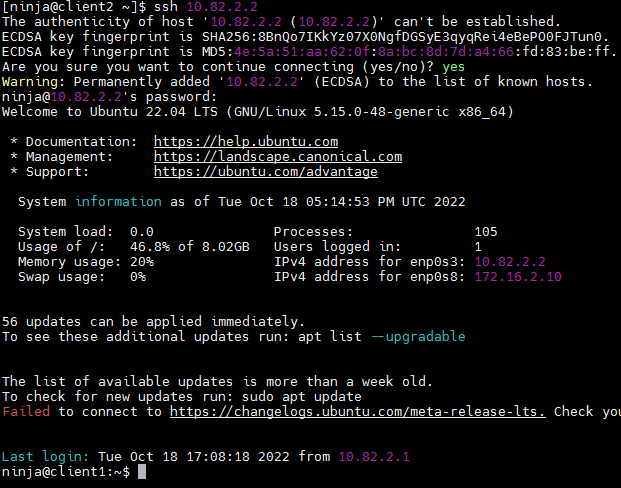 [ninja@client2 ~]$ ssh 10.82.2.2
The authenticity of host '10.82.2.2 (10.82.2.2)' can't be established.
ECDSA key fingerprint is SHA256:8BnQo7IKkYz07X0NgfDGSyE3qyqRei4eBePO0FJTun0.
ECDSA key fingerprint is MD5:4e:5a:51:aa:62:0f:8a:bc:8d:7d:a4:66:fd:83:be:ff.
Are you sure you want to continue connecting (yes/no)? yes
Warning: Permanently added '10.82.2.2' (ECDSA) to the list of known hosts.
ninja@10.82.2.2's password:
Welcome to Ubuntu 22.04 LTS (GNU/Linux 5.15.0-48-generic x86_64)
* Documentation:  https://help.ubuntu.com
* Management:     https://landscape.canonical.com
* Support:        https://ubuntu.com/advantage
System information as of Tue Oct 18 05:14:53 PM UTC 2022
System load:  0.0               Processes:               105
Usage of /:   46.8% of 8.02GB   Users logged in:         1
Memory usage: 20%               IPv4 address for enp0s3: 10.82.2.2
Swap usage:   0%                IPv4 address for enp0s8: 172.16.2.10
56 updates can be applied immediately.
To see these additional updates run: apt list --upgradable
The list of available updates is more than a week old.
To check for new updates run: sudo apt update
Failed to connect to https://changelogs.ubuntu.com/meta-release-lts. Check you
Last login: Tue Oct 18 17:08:18 2022 from 10.82.2.1
ninja@client1:~$